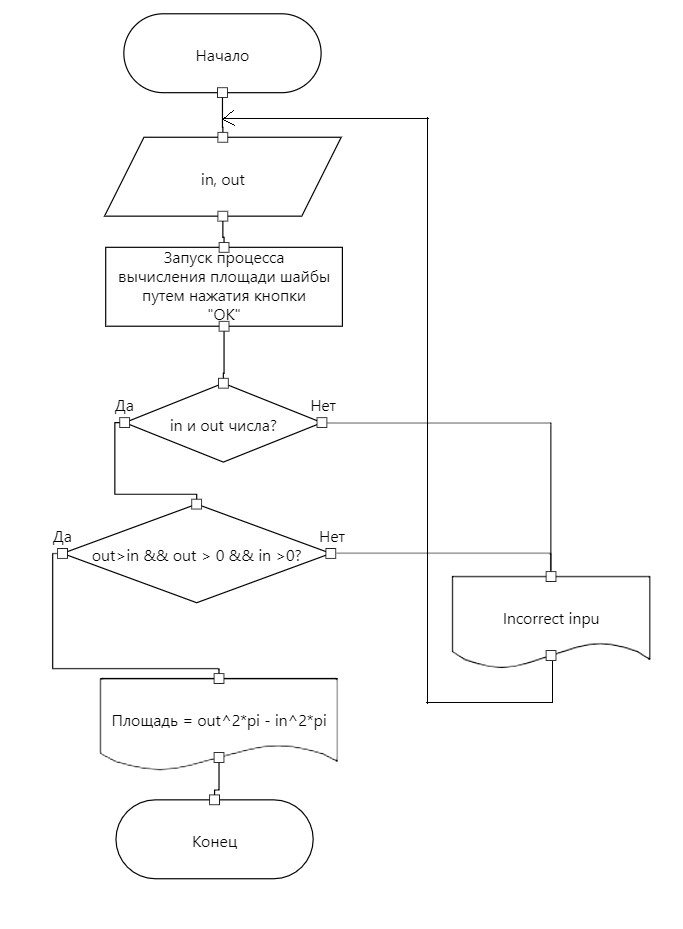 Начало
in, out
Запуск процесса
вычисления площади шайбы
путем нажатия кнопки
"ОК"
Да
Нет
in и out числа?
Да
Нет
out>in && out > 0 && in >0?
Incorrect inpu
Площадь = out^2*pi - in^2*pi
Конец